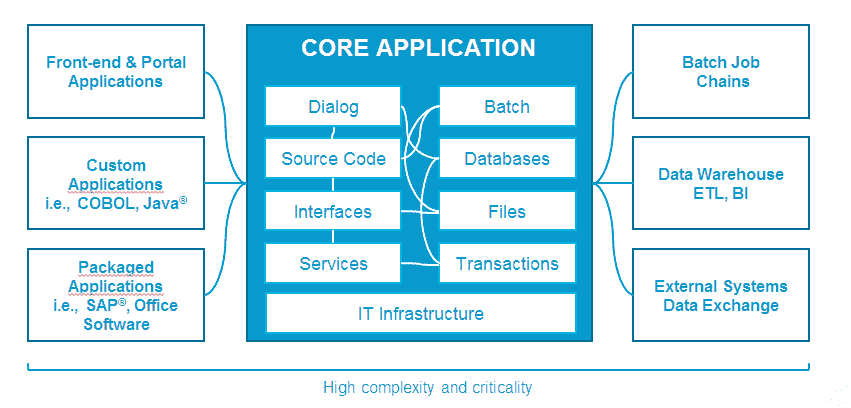 Front-end & Portal
Applications
Custom
Applications
i.e., COBOL, Java®
Packaged
Applications
i.e., SAP®, Office
Software
CORE APPLICATION
Dialog
Batch
Source Code
Databases
Interfaces
Files
Services
Transactions
IT Infrastructure
Batch Job
Chains
Data Warehouse
ETL, BI
External Systems
Data Exchange
High complexity and criticality